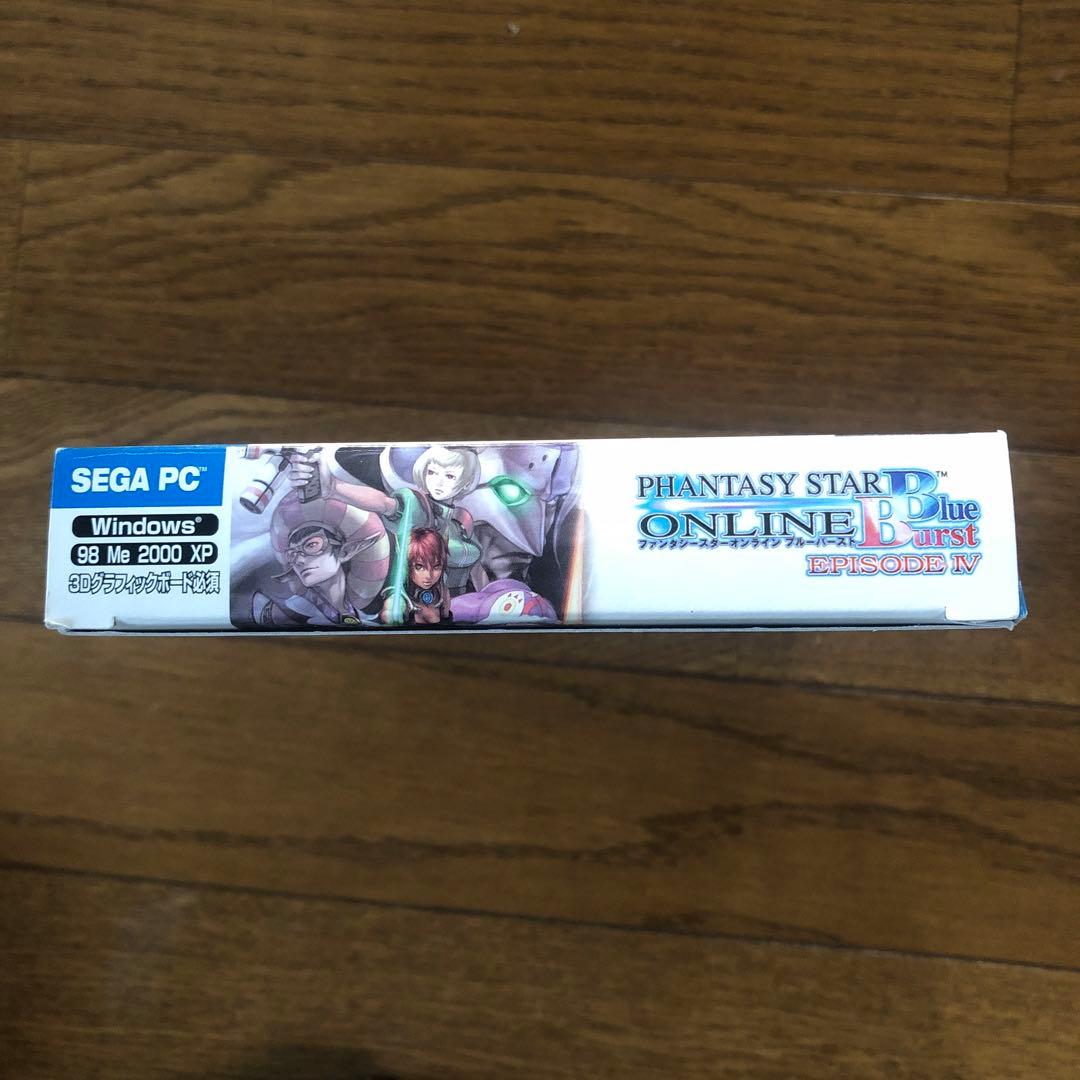 SEGA PC™
Windows®
98 Me 2000 XP
3Dグラフィックボード必須
PHANTASY STAR
ONLINE
Blue™
Burst
ファンタシースターオンライン ブルーバースト
EPISODE IV